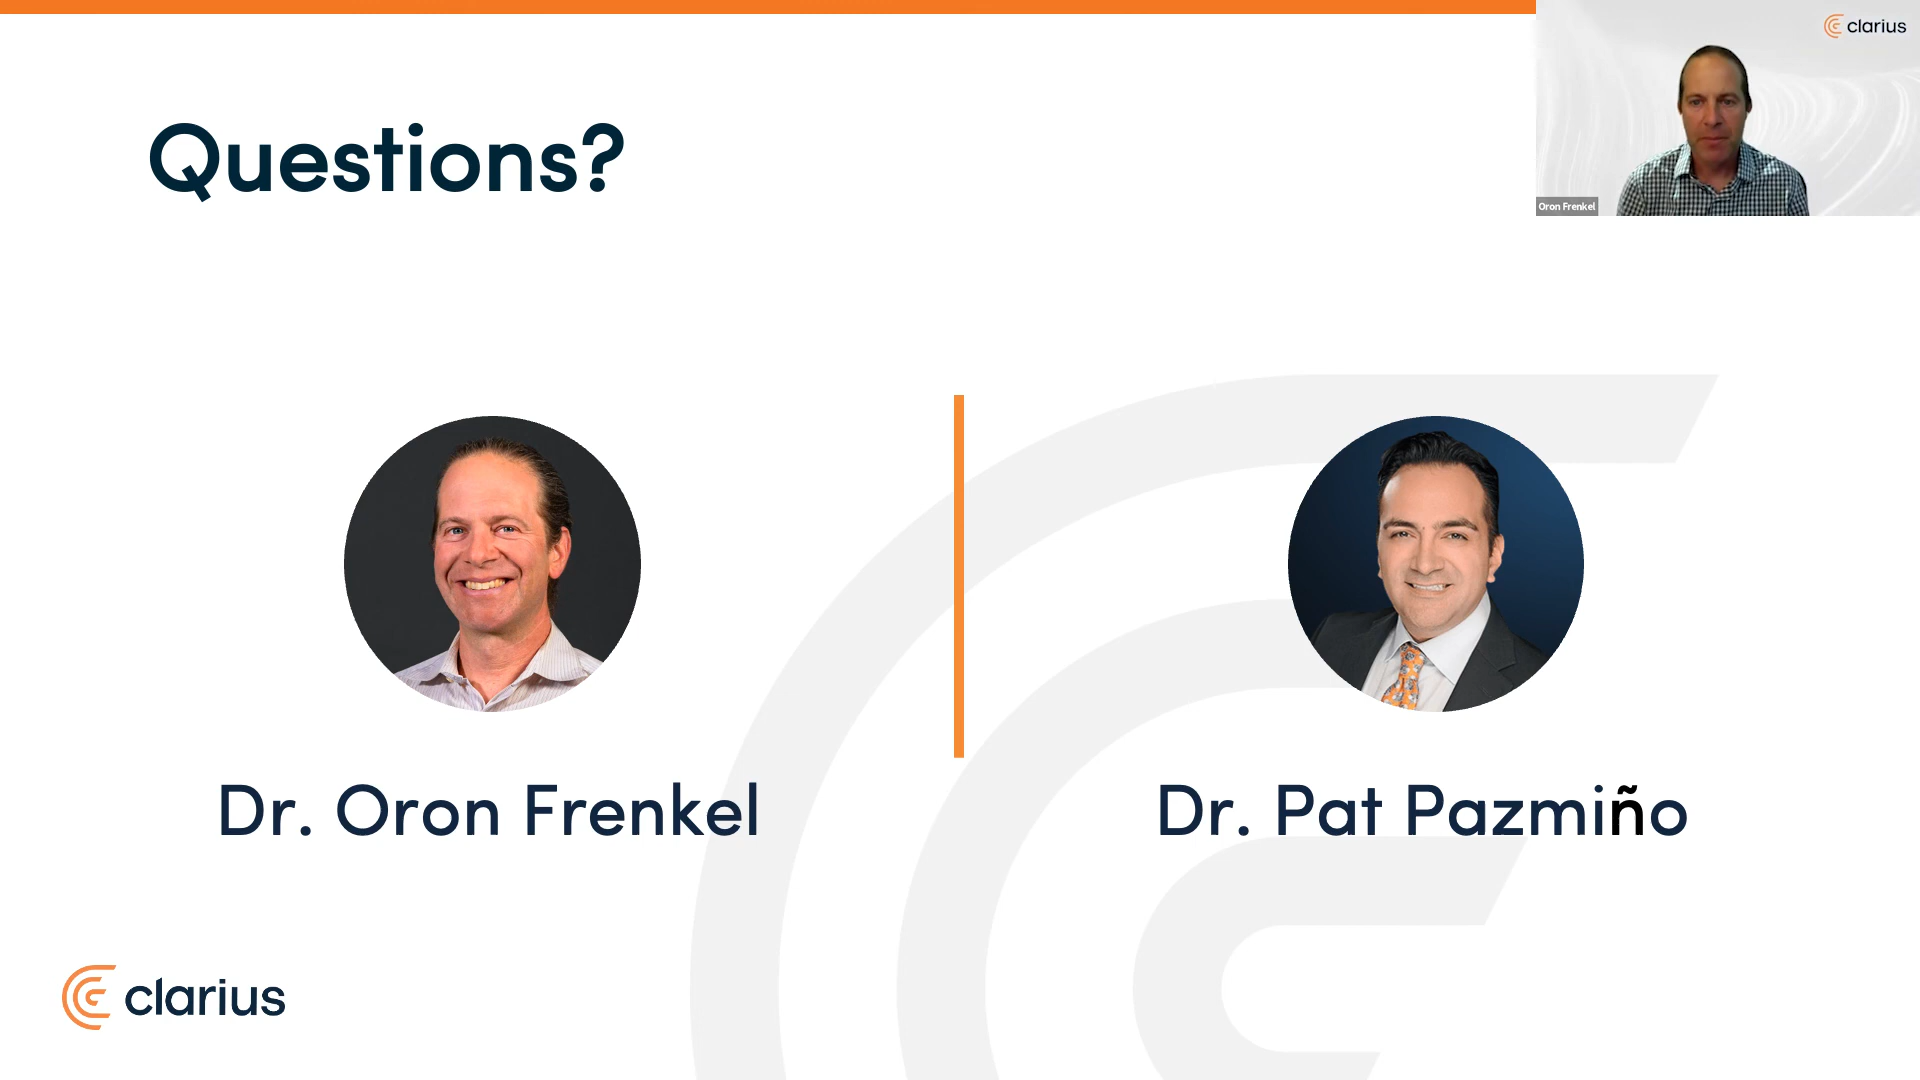 clarius
Questions?
Oron Frenkel
Dr. Oron Frenkel
Dr. Pat Pazmiño
clarius